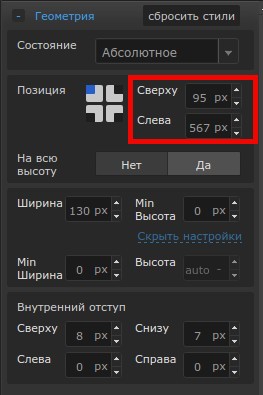 - Геометрия сбросить стили
Состояние Абсолютное
Позиция
Сверху
95 px
Слева
567 px
На всю высоту Нет Да
Ширина 130 px Min Высота 0 px
Скрыть настройки
Min Ширина 0 px Высота auto -
Внутренний отступ
Сверху 8 px Снизу 7 px
Слева 0 px Справа 0 px